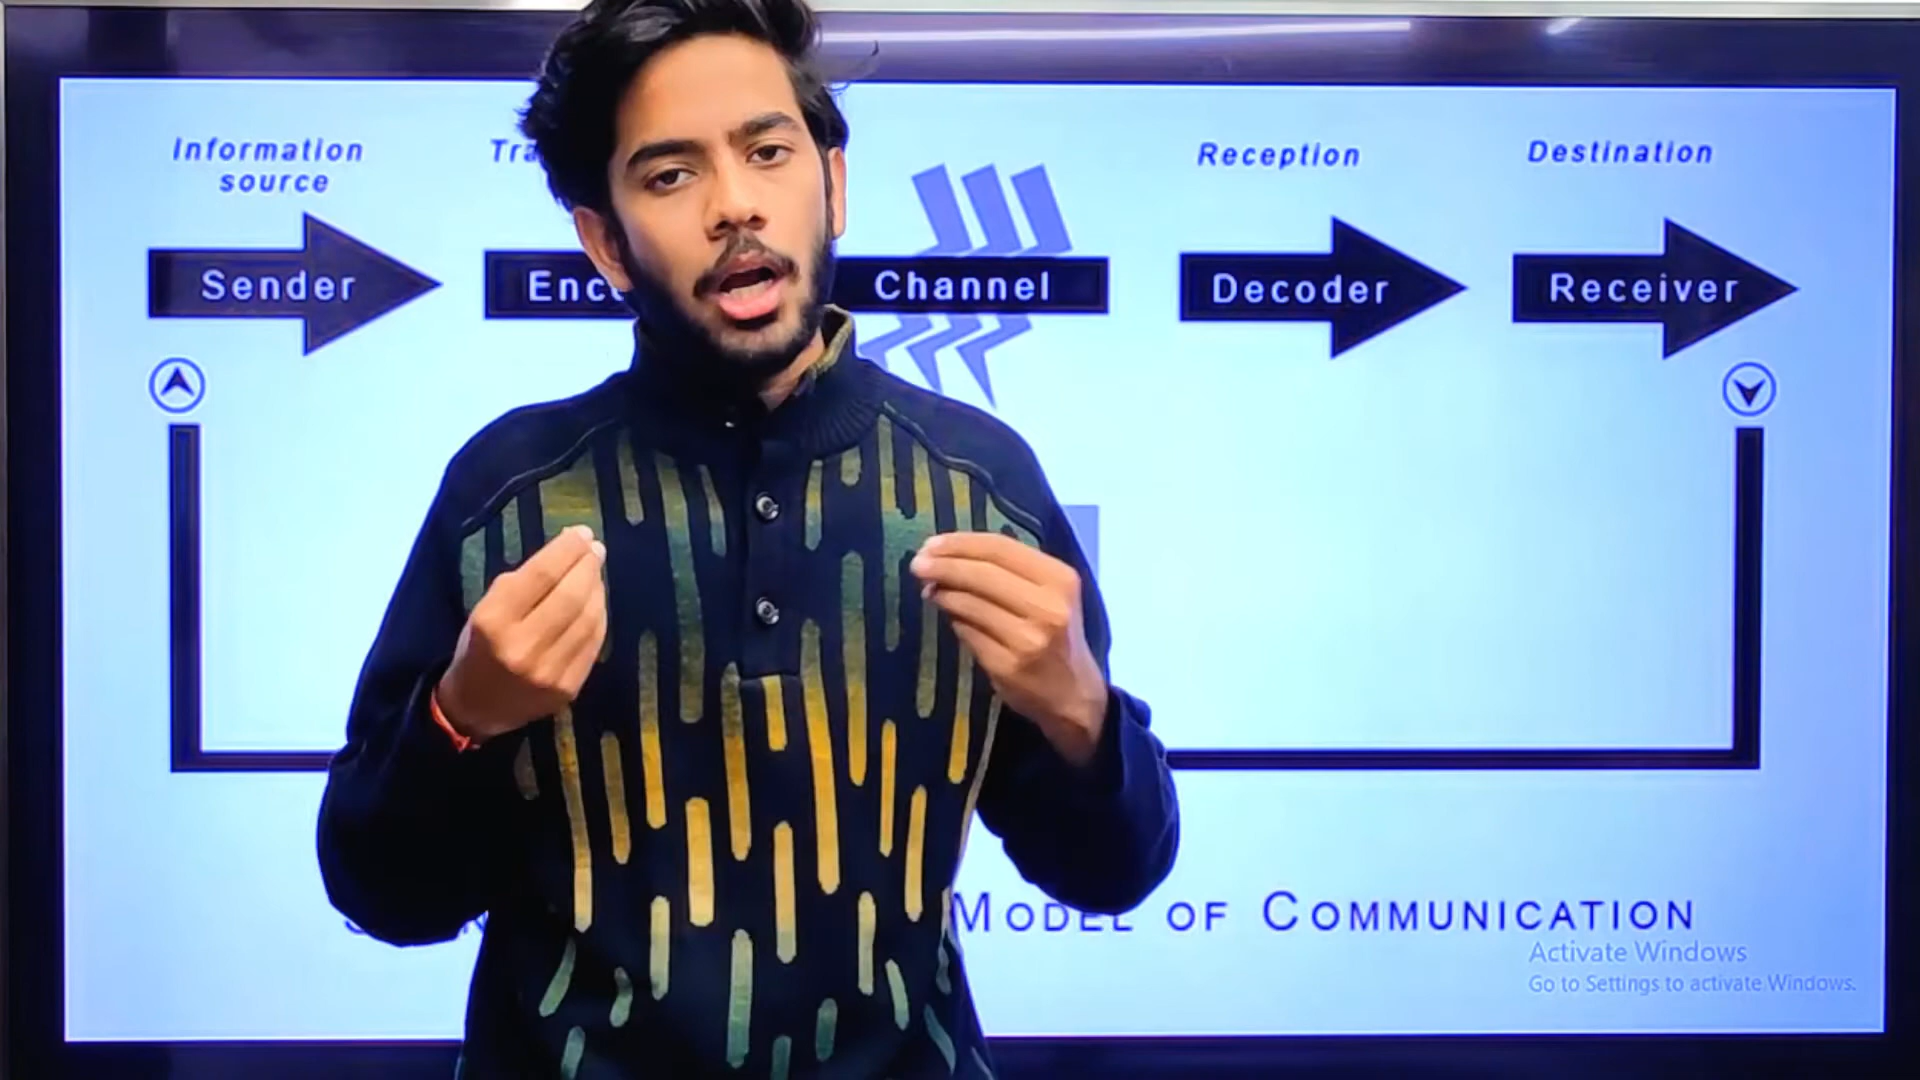 Information
source
Reception
Destination
Sender
Channel
Decoder
Receiver
Model of Communication
Activate Windows
Go to Settings to activate Windows.